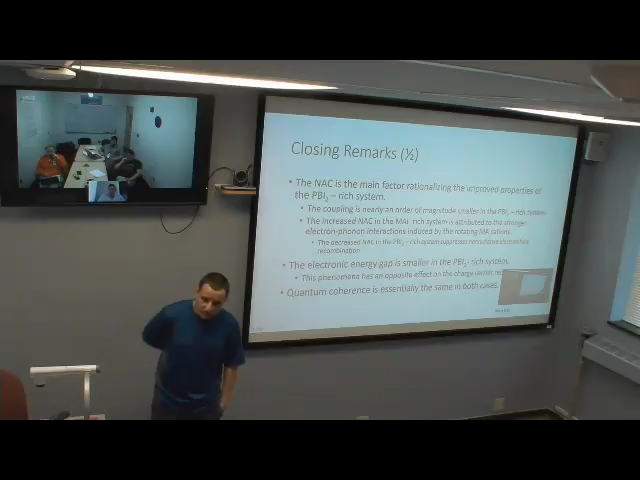 Closing Remarks (½)
• The NAC is the main factor rationalizing the improved properties of
the PBI₂ – rich system.
• The coupling is nearly an order of magnitude smaller in the PBI₂ – rich system.
• The increased NAC in the MAI rich system is attributed to the stronger
electron-phonon interactions induced by the rotating MA cations.
• The decreased NAC in the PBI₂ - rich system suppresses nonradiative electron-hole
recombination
• The electronic energy gap is smaller in the PBI₂- rich system.
• This phenomena has an opposite effect on the charge carrier
• Quantum coherence is essentially the same in both cases.